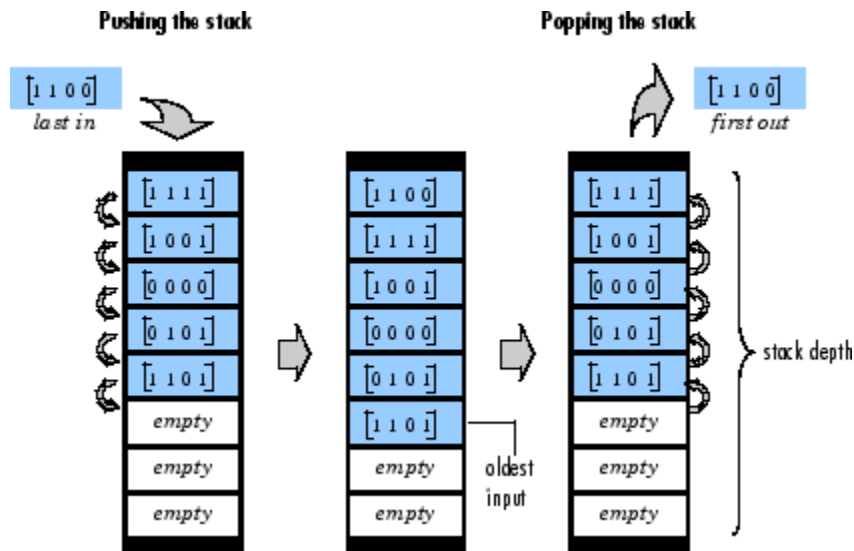 Pushing the stack
Popping the stack
[1 1 0 0]
last in
[1 1 0 0]
first out
[1 1 1 1]
[1 0 0 1]
[0 0 0 0]
[0 1 0 1]
[1 1 0 1]
empty
empty
empty
[1 1 0 0]
[1 1 1 1]
[1 0 0 1]
[0 0 0 0]
[0 1 0 1]
[1 1 0 1]
empty
empty
oldest
input
[1 1 1 1]
[1 0 0 1]
[0 0 0 0]
[0 1 0 1]
[1 1 0 1]
empty
empty
empty
stack depth